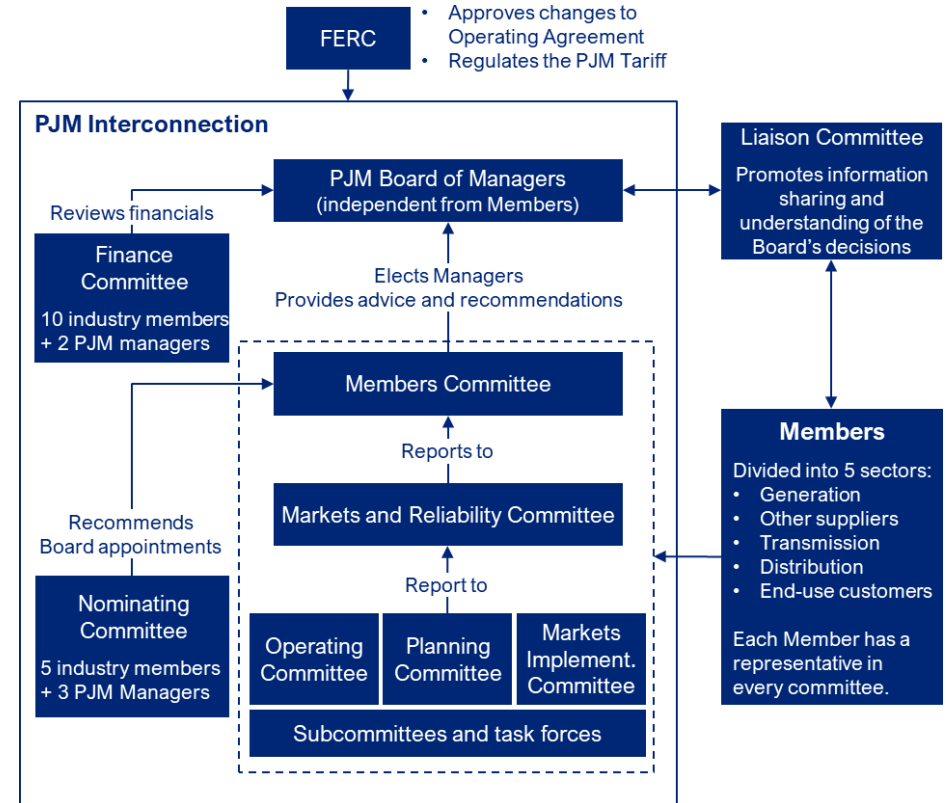 FERC
• Approves changes to
Operating Agreement
• Regulates the PJM Tariff
PJM Interconnection
PJM Board of Managers
(independent from Members)
Liaison Committee
Promotes information
sharing and
understanding of the
Board's decisions
Reviews financials
Finance
Committee
10 industry members
+ 2 PJM managers
Elects Managers
Provides advice and recommendations
Members Committee
Reports to
Markets and Reliability Committee
Recommends
Board appointments
Nominating
Committee
5 industry members
+ 3 PJM Managers
Report to
Operating
Committee
Planning
Committee
Markets
Implement.
Committee
Subcommittees and task forces
Members
Divided into 5 sectors:
• Generation
• Other suppliers
• Transmission
• Distribution
• End-use customers
Each Member has a
representative in
every committee.